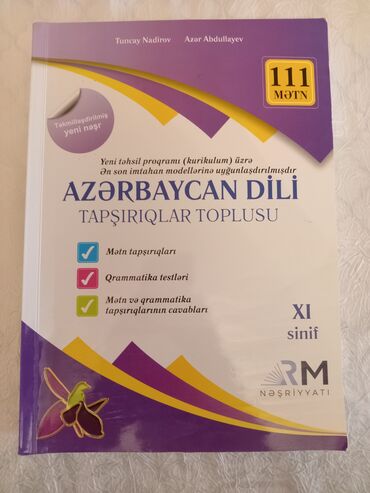 Tuncay Nadirov Azər Abdullayev
111
MƏTN
Təkmilləşdirilmiş
yeni nəşr
Yeni təhsil proqramı (kurikulum) üzrə
Ən son imtahan modellərinə uyğunlaşdırılmışdır
AZƏRBAYCAN DİLİ
TAPŞIRIQLAR TOPLUSU
Mətn tapşırıqları
Qrammatika testləri
Mətn və qrammatika
tapşırıqlarının cavabları
XI
sinif
RM
NƏŞRİYYATI